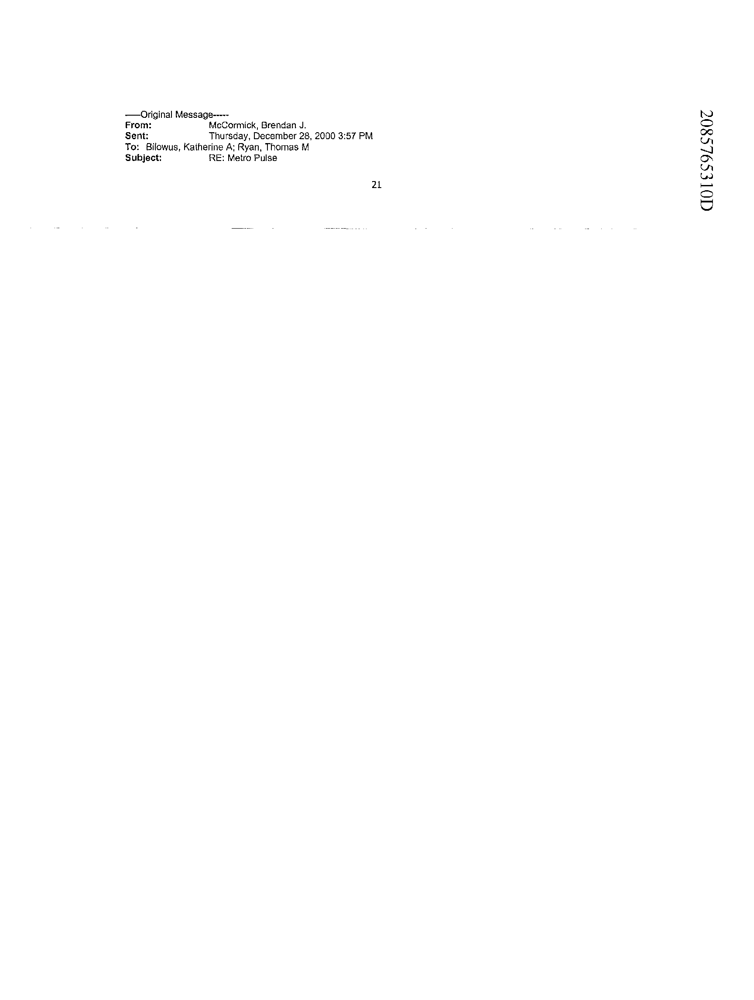 -----Original Message-----
From: McCormick, Brendan J.
Sent: Thursday, December 28, 2000 3:57 PM
To: Bilowus, Katherine A; Ryan, Thomas M
Subject: RE: Metro Pulse
21
2085765310D